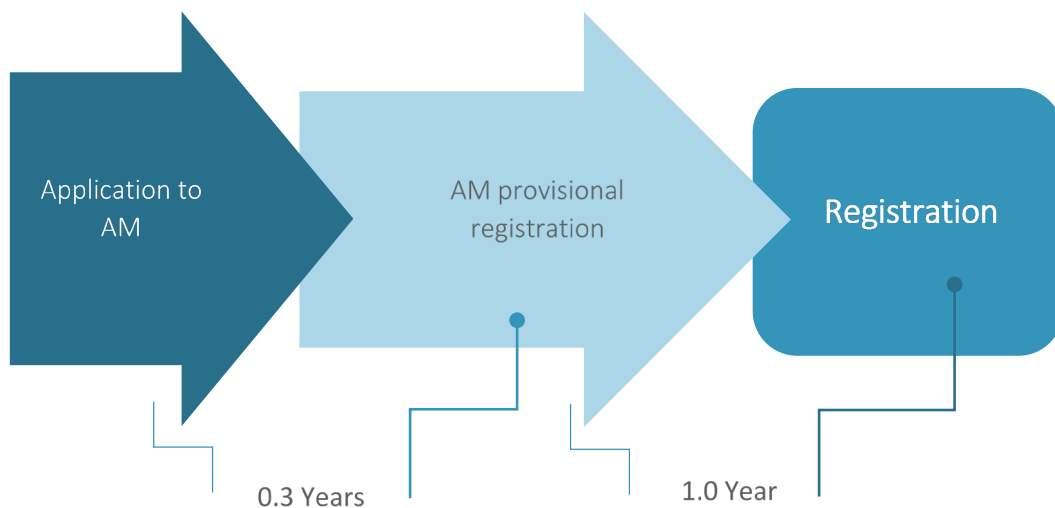 Application to
AM
AM provisional
registration
Registration
0.3 Years
1.0 Year